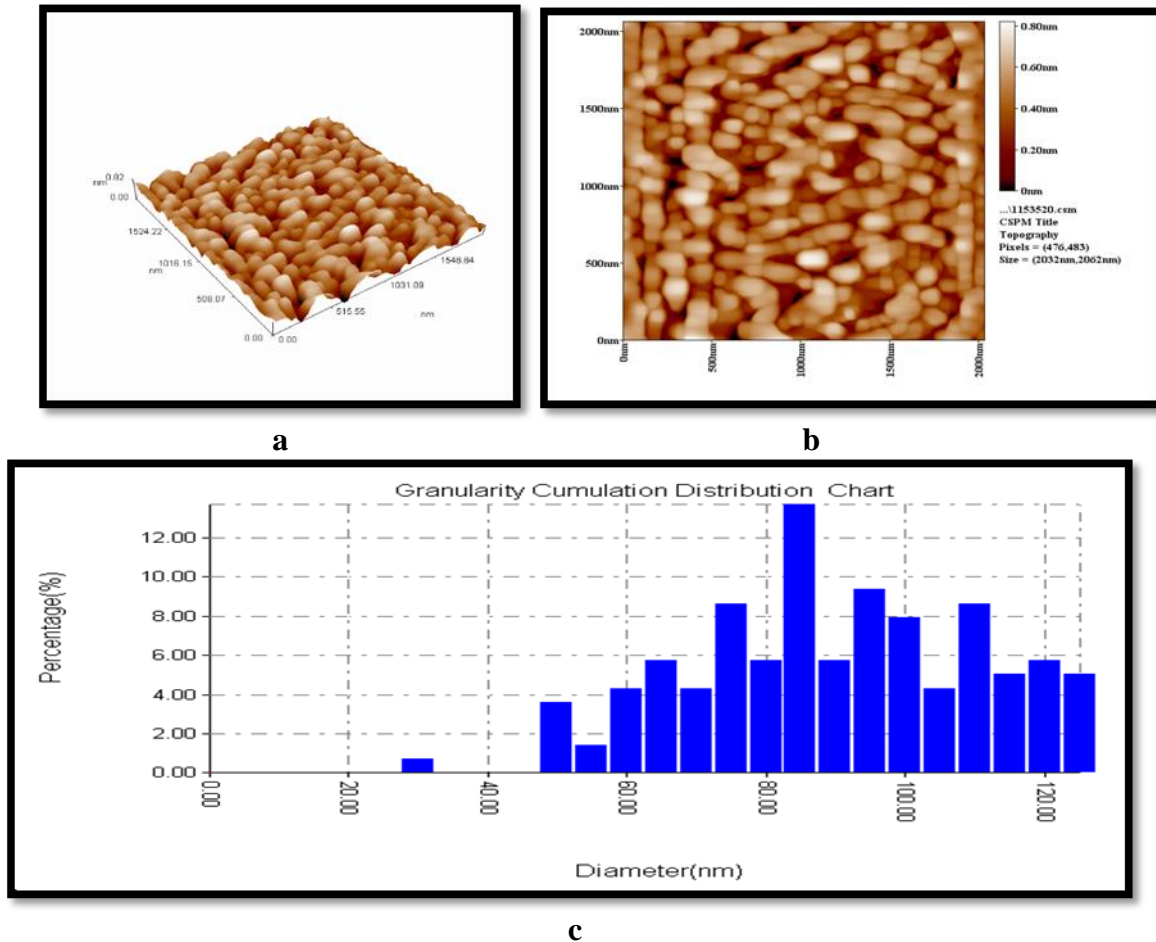 0.82
nm
0.00
1524.22
1016.15
nm
508.07
0.00
0.00
515.55
1031.09
1546.64
nm
a
2000nm
1500nm
1000nm
500nm
0nm
0nm
500nm
1000nm
1500nm
2000nm
0.80nm
0.60nm
0.40nm
0.20nm
0nm
...\1153520.csm
CSPM Title
Topography
Pixels = (476,483)
Size = (2032nm,2062nm)
b
Granularity Cumulation Distribution Chart
Percentage(%)
12.00
10.00
8.00
6.00
4.00
2.00
0.00
0.00
20.00
40.00
60.00
80.00
100.00
120.00
Diameter(nm)
c